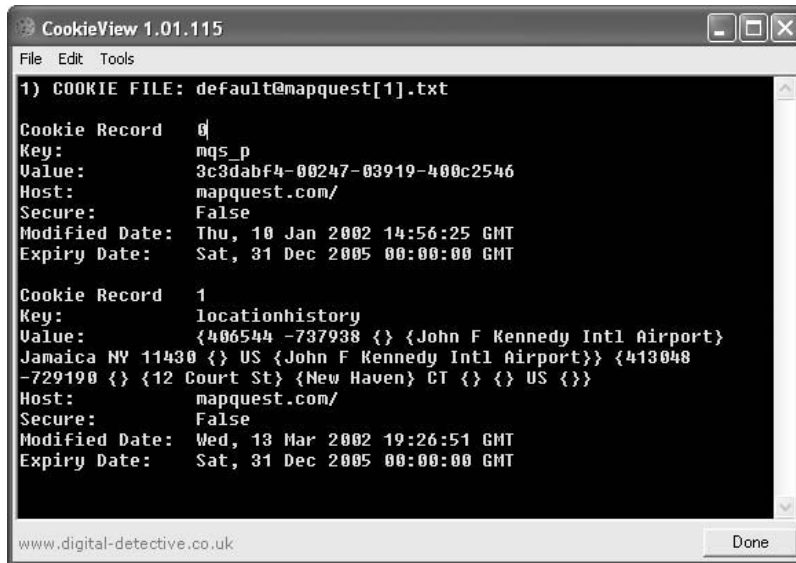 CookieView 1.01.115
File Edit Tools
1) COOKIE FILE: default@mapquest[1].txt
Cookie Record 0
Key: mqs_p
Value: 3c3dabf4-00247-03919-400c2546
Host: mapquest.com/
Secure: False
Modified Date: Thu, 10 Jan 2002 14:56:25 GMT
Expiry Date: Sat, 31 Dec 2005 00:00:00 GMT
Cookie Record 1
Key: locationhistory
Value: {406544 -737938 {} {John F Kennedy Intl Airport}
Jamaica NY 11430 {} US {John F Kennedy Intl Airport}} {413048
-729190 {} {12 Court St} {New Haven} CT {} {} US {}}
Host: mapquest.com/
Secure: False
Modified Date: Wed, 13 Mar 2002 19:26:51 GMT
Expiry Date: Sat, 31 Dec 2005 00:00:00 GMT
www.digital-detective.co.uk
Done